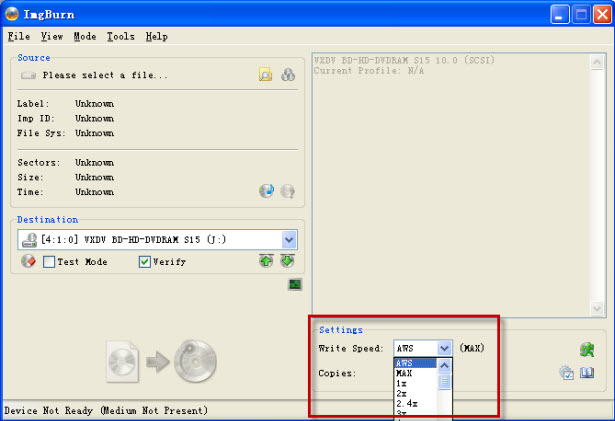 ImgBurn
File View Mode Tools Help
Source
Please select a file...
Label: Unknown
Imp ID: Unknown
File Sys: Unknown
Sectors: Unknown
Size: Unknown
Time: Unknown
Destination
[4:1:0] VXDV BD-HD-DVDRAM S15 (J:)
Test Mode Verify
VXDV BD-HD-DVDRAM S15 10.0 (SCSI)
Current Profile: N/A
Settings
Write Speed: AWS (MAX)
AWS
Copies: MAX
1x
2x
2.4x
3x
Device Not Ready (Medium Not Present)